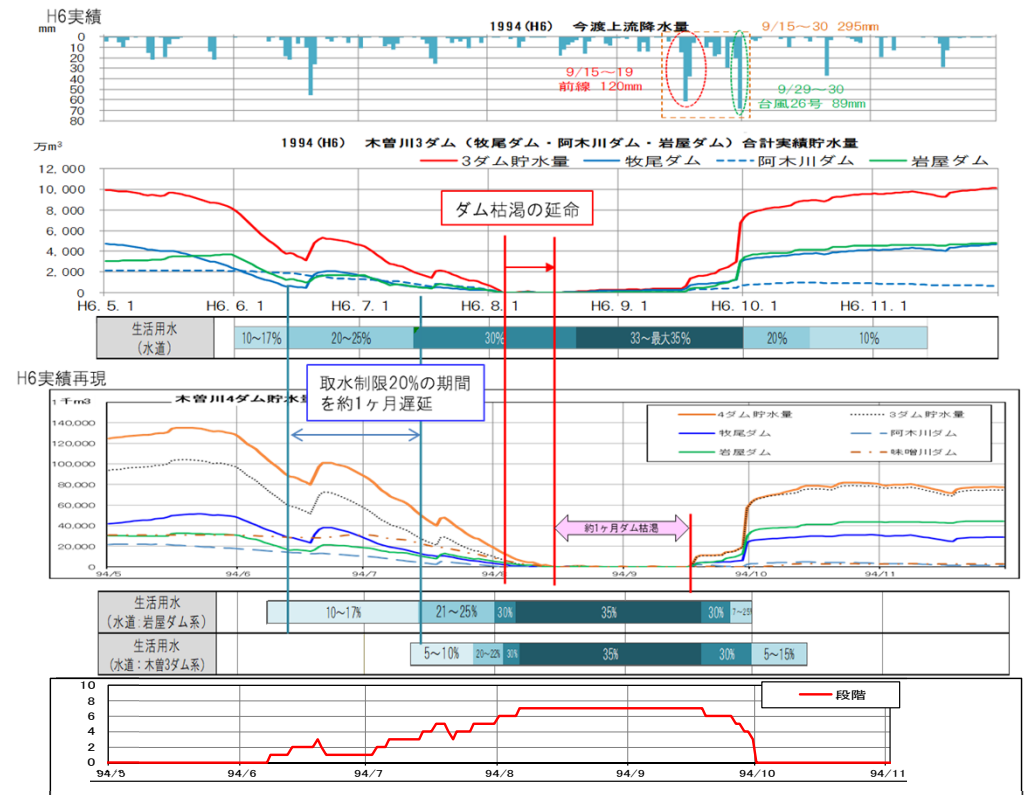 H6実績
mm
1994(H6) 今渡上流降水量
9/15～30 295mm
0
10
20
30
40
50
60
70
80
9/15～19
前線 120mm
9/29～30
台風26号 89mm
万m³
1994(H6) 木曽川3ダム（牧尾ダム・阿木川ダム・岩屋ダム）合計実績貯水量
3ダム貯水量 牧尾ダム 阿木川ダム 岩屋ダム
12,000
10,000
8,000
6,000
4,000
2,000
0
ダム枯渇の延命
H6.5.1 H6.6.1 H6.7.1 H6.8.1 H6.9.1 H6.10.1 H6.11.1
生活用水
（水道）
10～17% 20～25% 30% 33～最大35% 20% 10%
H6実績再現
取水制限20%の期間
を約1ヶ月遅延
千m3
木曽川4ダム貯水量
4ダム貯水量 3ダム貯水量
牧尾ダム 阿木川ダム
岩屋ダム 味噌川ダム
140,000
120,000
100,000
80,000
60,000
40,000
20,000
0
約1ヶ月ダム枯渇
94/5 94/6 94/7 94/8 94/9 94/10 94/11
生活用水
（水道:岩屋ダム系）
10～17% 21～25% 30% 35% 30% 7～25%
生活用水
（水道：木曽3ダム系）
5～10% 20～22% 30% 35% 30% 5～15%
段階
10
8
6
4
2
0
94/5 94/6 94/7 94/8 94/9 94/10 94/11